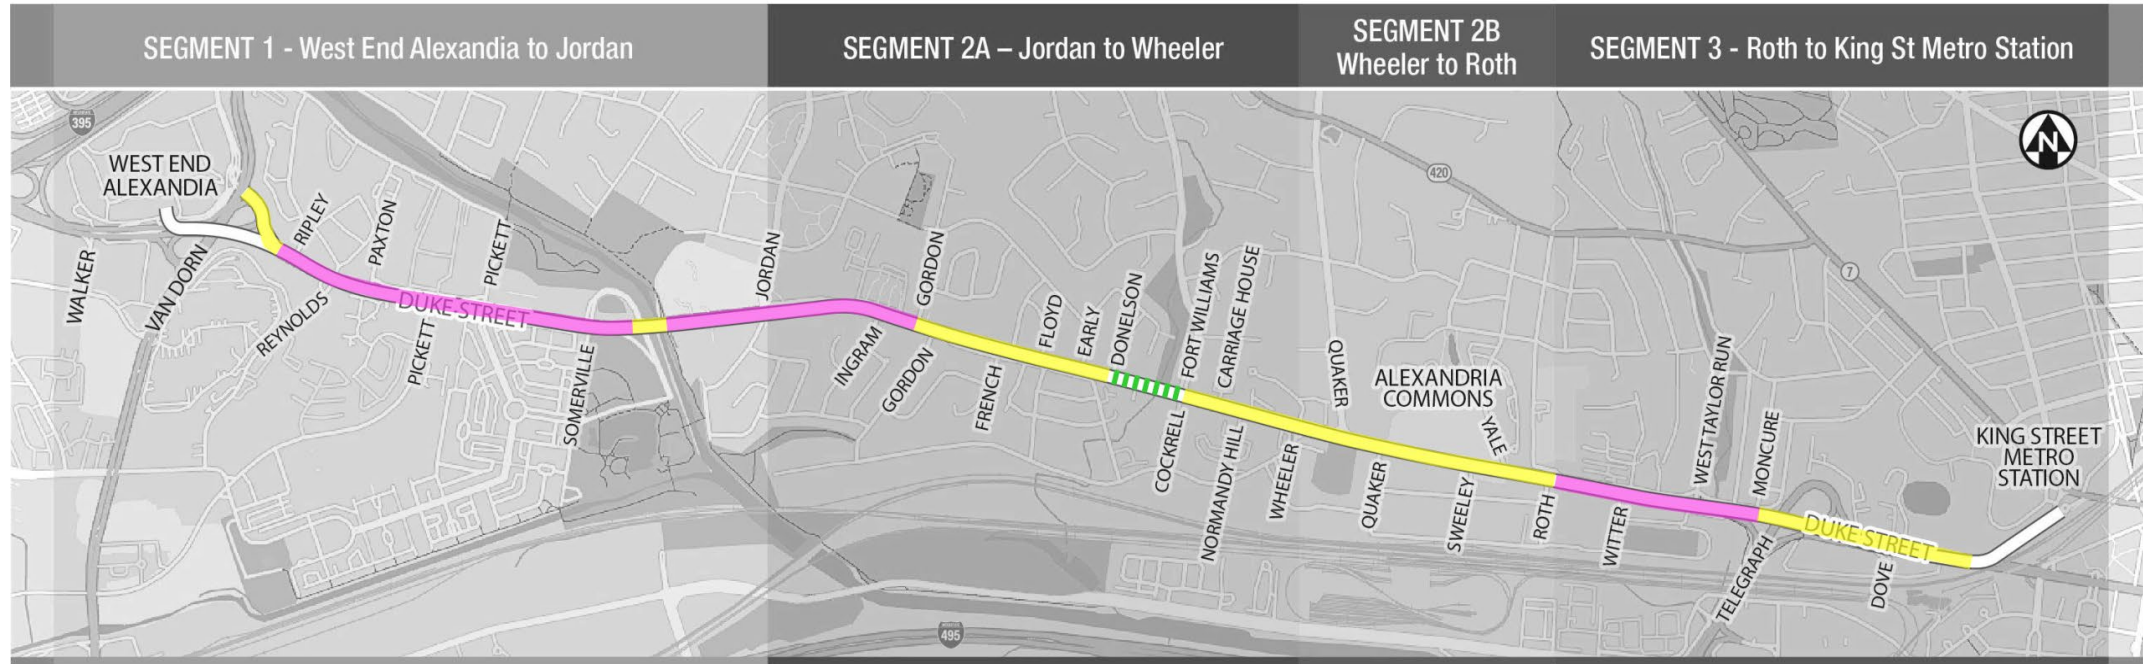 SEGMENT 1 - West End Alexandia to Jordan
SEGMENT 2A – Jordan to Wheeler
SEGMENT 2B
Wheeler to Roth
SEGMENT 3 - Roth to King St Metro Station
395
WEST END
ALEXANDIA
N
420
7
WALKER
VAN DORN
RIPLEY
REYNOLDS
PAXTON
PICKETT
PICKETT
DUKE STREET
SOMERVILLE
JORDAN
INGRAM
GORDON
GORDON
FRENCH
FLOYD
EARLY
DONELSON
COCKRELL
FORT WILLIAMS
CARRIAGE HOUSE
NORMANDY HILL
WHEELER
QUAKER
QUAKER
ALEXANDRIA
COMMONS
SWEELEY
YALE
ROTH
WITTER
WEST TAYLOR RUN
MONCURE
TELEGRAPH
DUKE STREET
DOVE
KING STREET
METRO
STATION
495